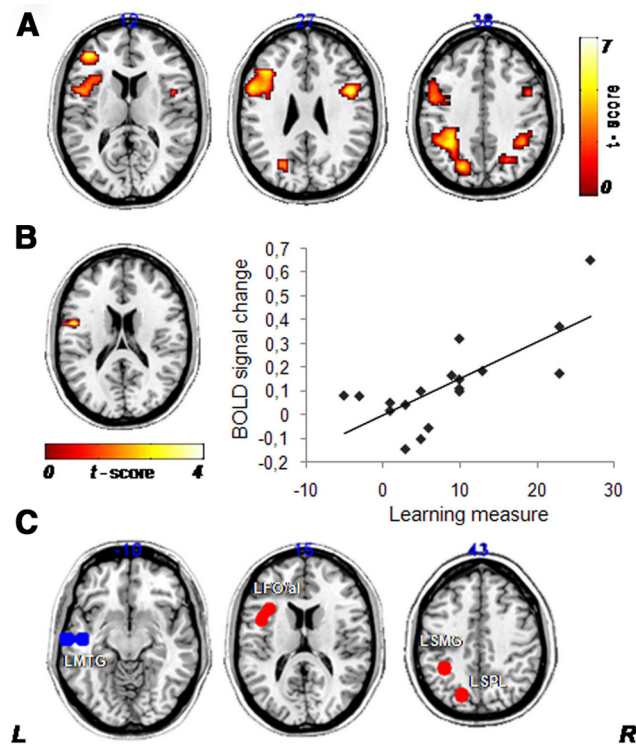 A
12
27
38
7
t-score
0
B
0 t-score 4
0,7
0,6
0,5
0,4
0,3
0,2
0,1
0
-0,1
-0,2
BOLD signal change
-10 0 10 20 30
Learning measure
C
-10
15
43
LFO/aI
LSMG
LMTG
LSPL
L
R